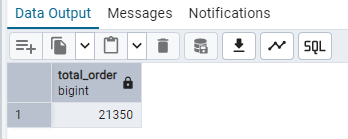 Data Output Messages Notifications
SQL
total_order
bigint
1 21350